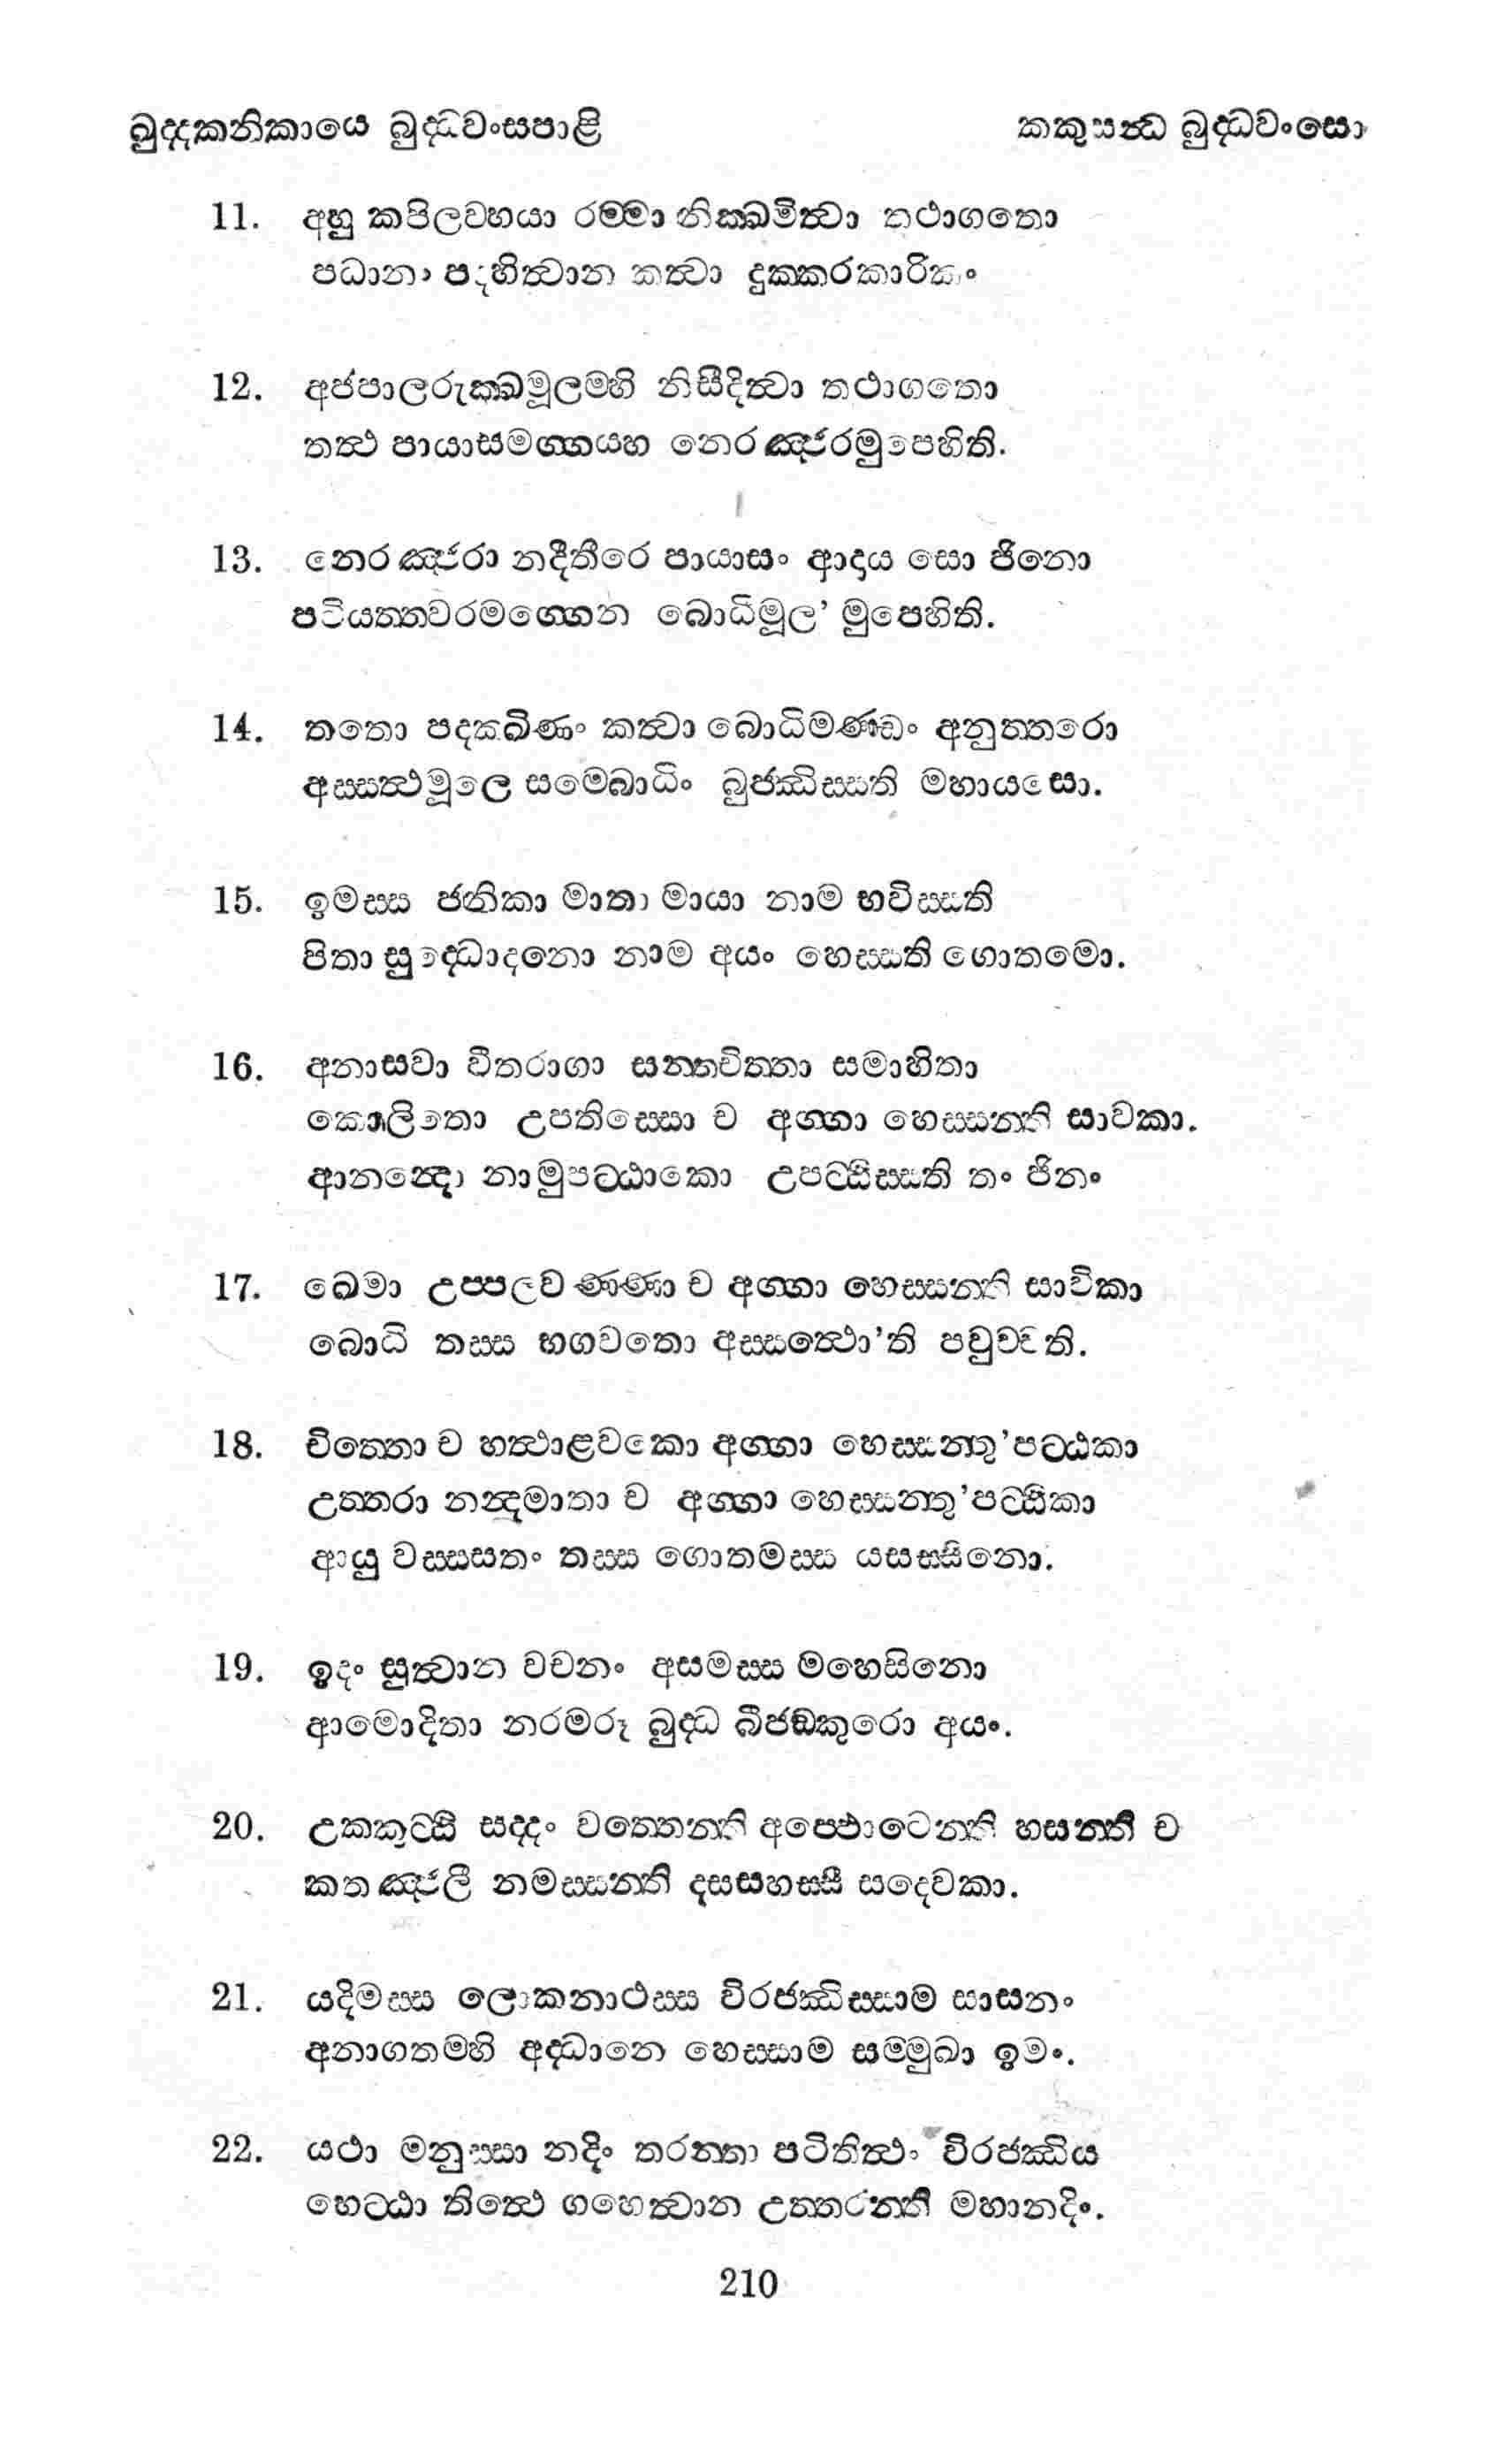 ඛුද්දකනිකායෙ බුද්ධවංසපාළි
කකුසන්ධ බුද්ධවංසො
11. අහු කපිලවහයා රම්මා නික්ඛමිත්වා තථාගතො
පධානං පදහිත්වාන කත්වා දුක්කරකාරිකං
12. අජපාලරුක්ඛමූලම්හි නිසීදිත්වා තථාගතො
තත්ථ පායාසමග්ගය්හ නෙරඤ්ජරමුපෙහිති.
13. නෙරඤ්ජරා නදීතීරෙ පායාසං ආදාය සො ජිනො
පටියත්තවරමග්ගෙන බොධිමූල’ මුපෙහිති.
14. තතො පදක්ඛිණං කත්වා බොධිමණ්ඩං අනුත්තරො
අස්සත්ථමූලෙ සම්බොධිං බුජ්ඣිස්සති මහායසො.
15. ඉමස්ස ජනිකා මාතා මායා නාම භවිස්සති
පිතා සුද්ධොදනො නාම අයං හෙස්සති ගොතමො.
16. අනාසවා වීතරාගා සන්තචිත්තා සමාහිතා
කොලිතො උපතිස්සො ච අග්ගා හෙස්සන්ති සාවකා.
ආනන්දො නාමුපට්ඨාකො උපට්ඨිස්සති තං ජිනං
17. ඛෙමා උප්පලවණ්ණා ච අග්ගා හෙස්සන්ති සාවිකා
බොධි තස්ස භගවතො අස්සත්ථො’ති පවුච්චති.
18. චිත්තො ච හත්ථාළවකො අග්ගා හෙස්සන්තු’පට්ඨකා
උත්තරා නන්දමාතා ච අග්ගා හෙස්සන්තු’පට්ඨිකා
ආයු වස්සසතං තස්ස ගොතමස්ස යසස්සිනො.
19. ඉදං සුත්වාන වචනං අසමස්ස මහෙසිනො
ආමොදිතා නරමරූ බුද්ධ බීජඞ්කුරො අයං.
20. උක්කුට්ඨි සද්දං වත්තෙන්ති අප්ඵොටෙන්ති හසන්ති ච
කතඤ්ජලී නමස්සන්ති දසසහස්සී සදෙවකා.
21. යදිමස්ස ලොකනාථස්ස විරජ්ඣිස්සාම සාසනං
අනාගතම්හි අද්ධානෙ හෙස්සාම සම්මුඛා ඉමං.
22. යථා මනුස්සා නදිං තරන්තා පටිතිත්ථං විරජ්ඣිය
හෙට්ඨා තිත්ථෙ ගහෙත්වාන උත්තරන්ති මහානදිං.
210